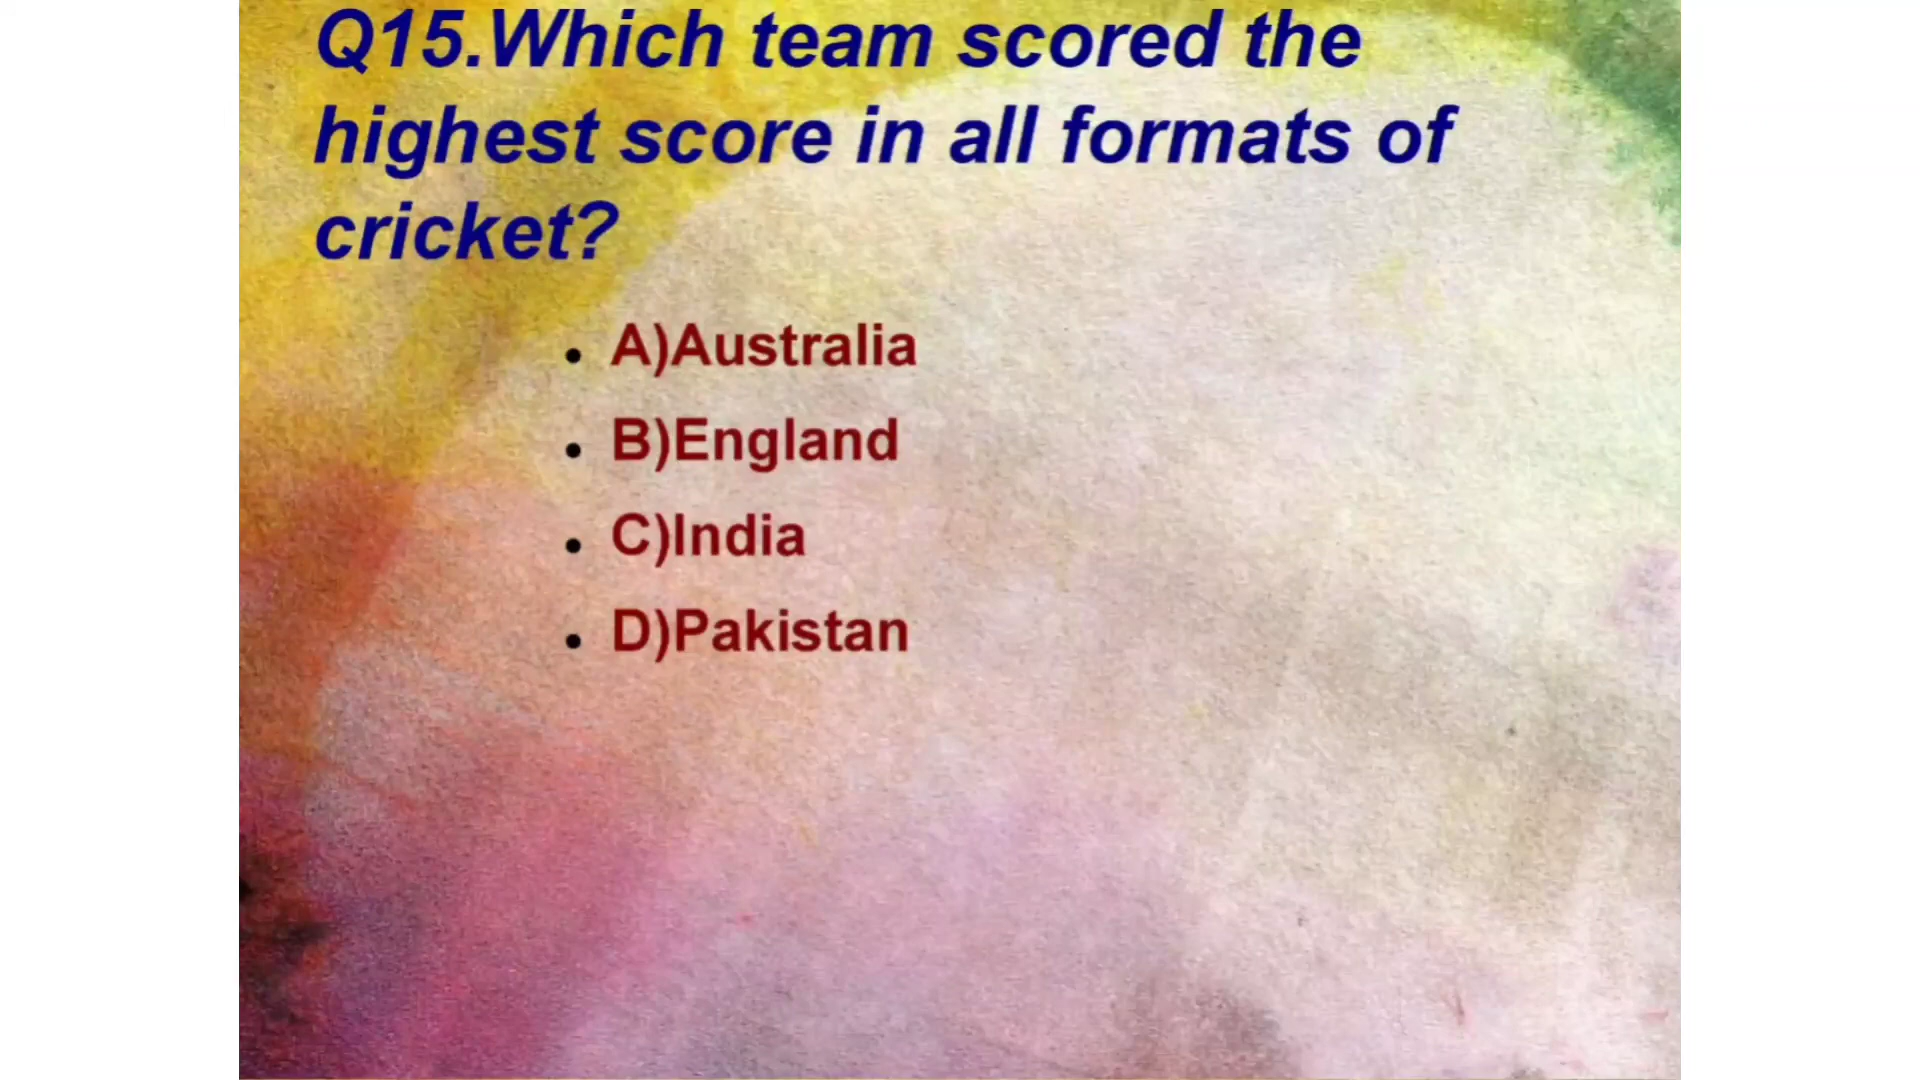 Q15.Which team scored the
highest score in all formats of
cricket?
• A)Australia
• B)England
• C)India
• D)Pakistan